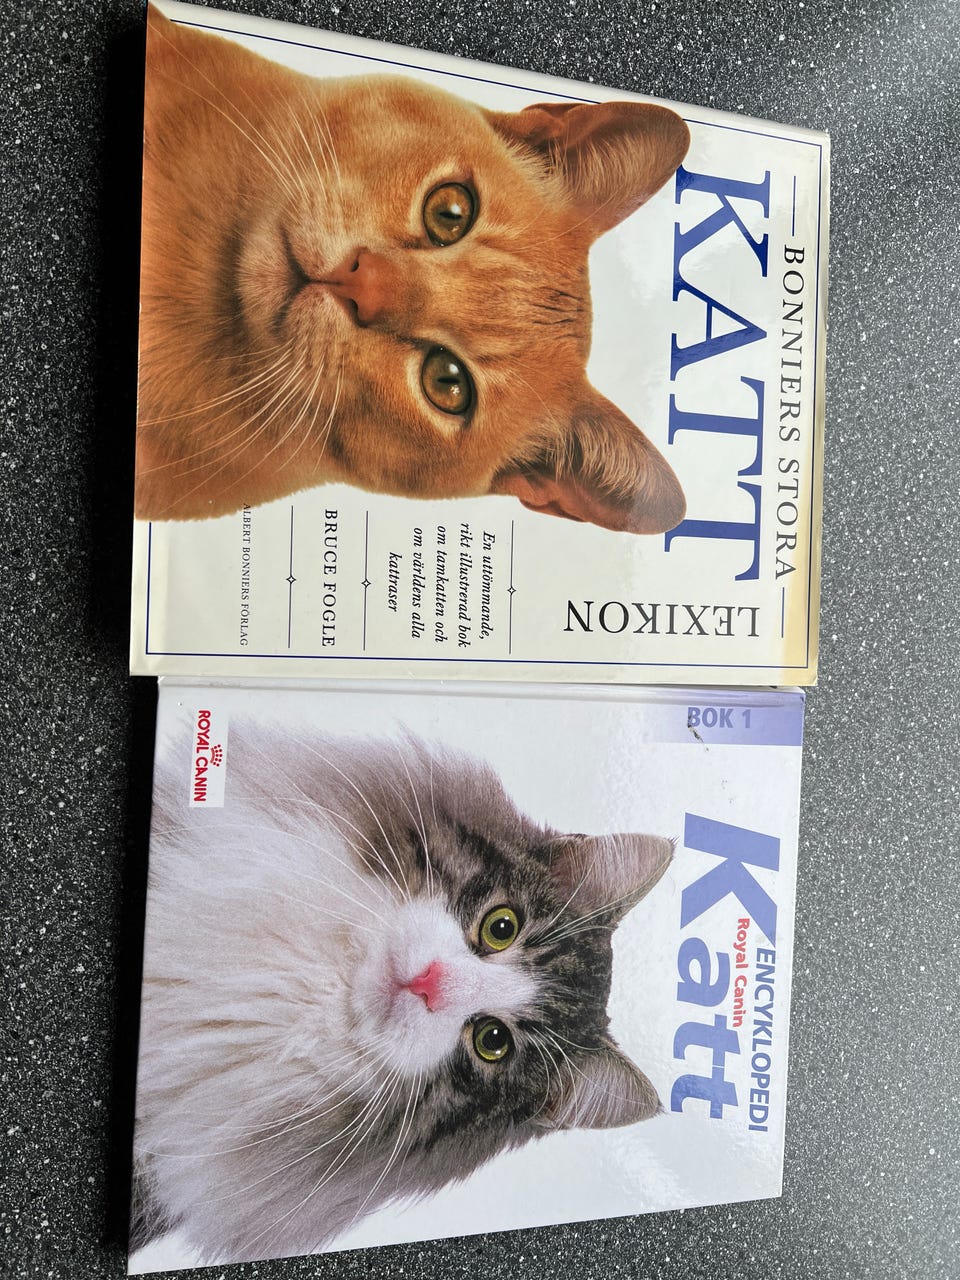 BONNIERS STORA
KATT
LEXIKON
En uttömmande,
rikt illustrerad bok
om tamkatten och
om världens alla
kattraser
BRUCE FOGLE
ALBERT BONNIERS FÖRLAG
BOK 1
ENCYKLOPEDI
Royal Canin
Katt
ROYAL CANIN